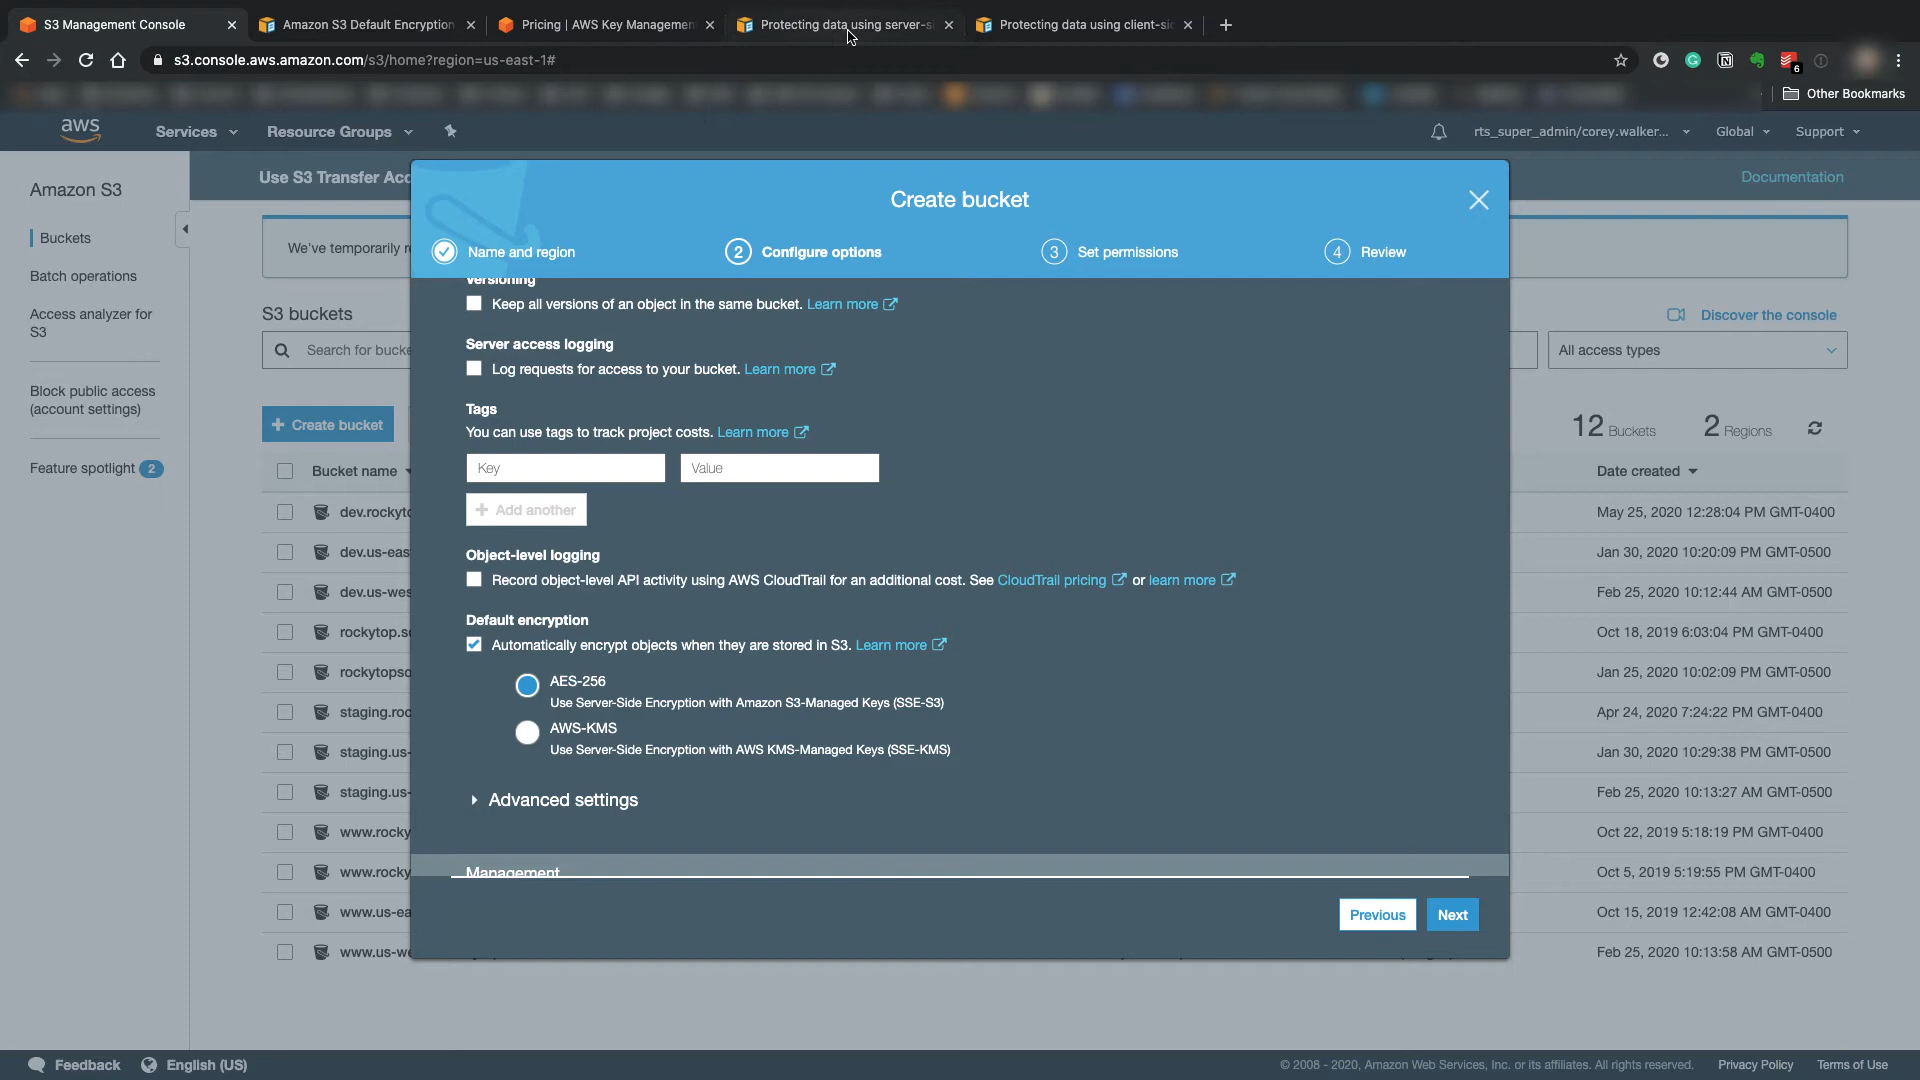 S3 Management Console
Amazon S3 Default Encryption
Pricing | AWS Key Managemen
Protecting data using server-s
Protecting data using client-si
s3.console.aws.amazon.com/s3/home?region=us-east-1#
6
Other Bookmarks
aws
Services
Resource Groups
rts_super_admin/corey.walker...
Global
Support
Amazon S3
Use S3 Transfer Acc
Documentation
Create bucket
Name and region
2 Configure options
3 Set permissions
4 Review
Buckets
Batch operations
Access analyzer for
S3
Block public access
(account settings)
Feature spotlight 2
We've temporarily r
S3 buckets
Discover the console
Search for bucke
All access types
+ Create bucket
12 Buckets
2 Regions
Bucket name
Date created
dev.rockyto
May 25, 2020 12:28:04 PM GMT-0400
dev.us-eas
Jan 30, 2020 10:20:09 PM GMT-0500
dev.us-wes
Feb 25, 2020 10:12:44 AM GMT-0500
rockytop.s
Oct 18, 2019 6:03:04 PM GMT-0400
rockytopso
Jan 25, 2020 10:02:09 PM GMT-0500
staging.roc
Apr 24, 2020 7:24:22 PM GMT-0400
staging.us-
Jan 30, 2020 10:29:38 PM GMT-0500
staging.us-
Feb 25, 2020 10:13:27 AM GMT-0500
www.rocky
Oct 22, 2019 5:18:19 PM GMT-0400
www.rocky
Oct 5, 2019 5:19:55 PM GMT-0400
www.us-ea
Oct 15, 2019 12:42:08 AM GMT-0400
www.us-we
Feb 25, 2020 10:13:58 AM GMT-0500
Versioning
Keep all versions of an object in the same bucket. Learn more
Server access logging
Log requests for access to your bucket. Learn more
Tags
You can use tags to track project costs. Learn more
Key
Value
+ Add another
Object-level logging
Record object-level API activity using AWS CloudTrail for an additional cost. See CloudTrail pricing or learn more
Default encryption
Automatically encrypt objects when they are stored in S3. Learn more
AES-256
Use Server-Side Encryption with Amazon S3-Managed Keys (SSE-S3)
AWS-KMS
Use Server-Side Encryption with AWS KMS-Managed Keys (SSE-KMS)
Advanced settings
Management
Previous
Next
Feedback
English (US)
© 2008 - 2020, Amazon Web Services, Inc. or its affiliates. All rights reserved.
Privacy Policy
Terms of Use